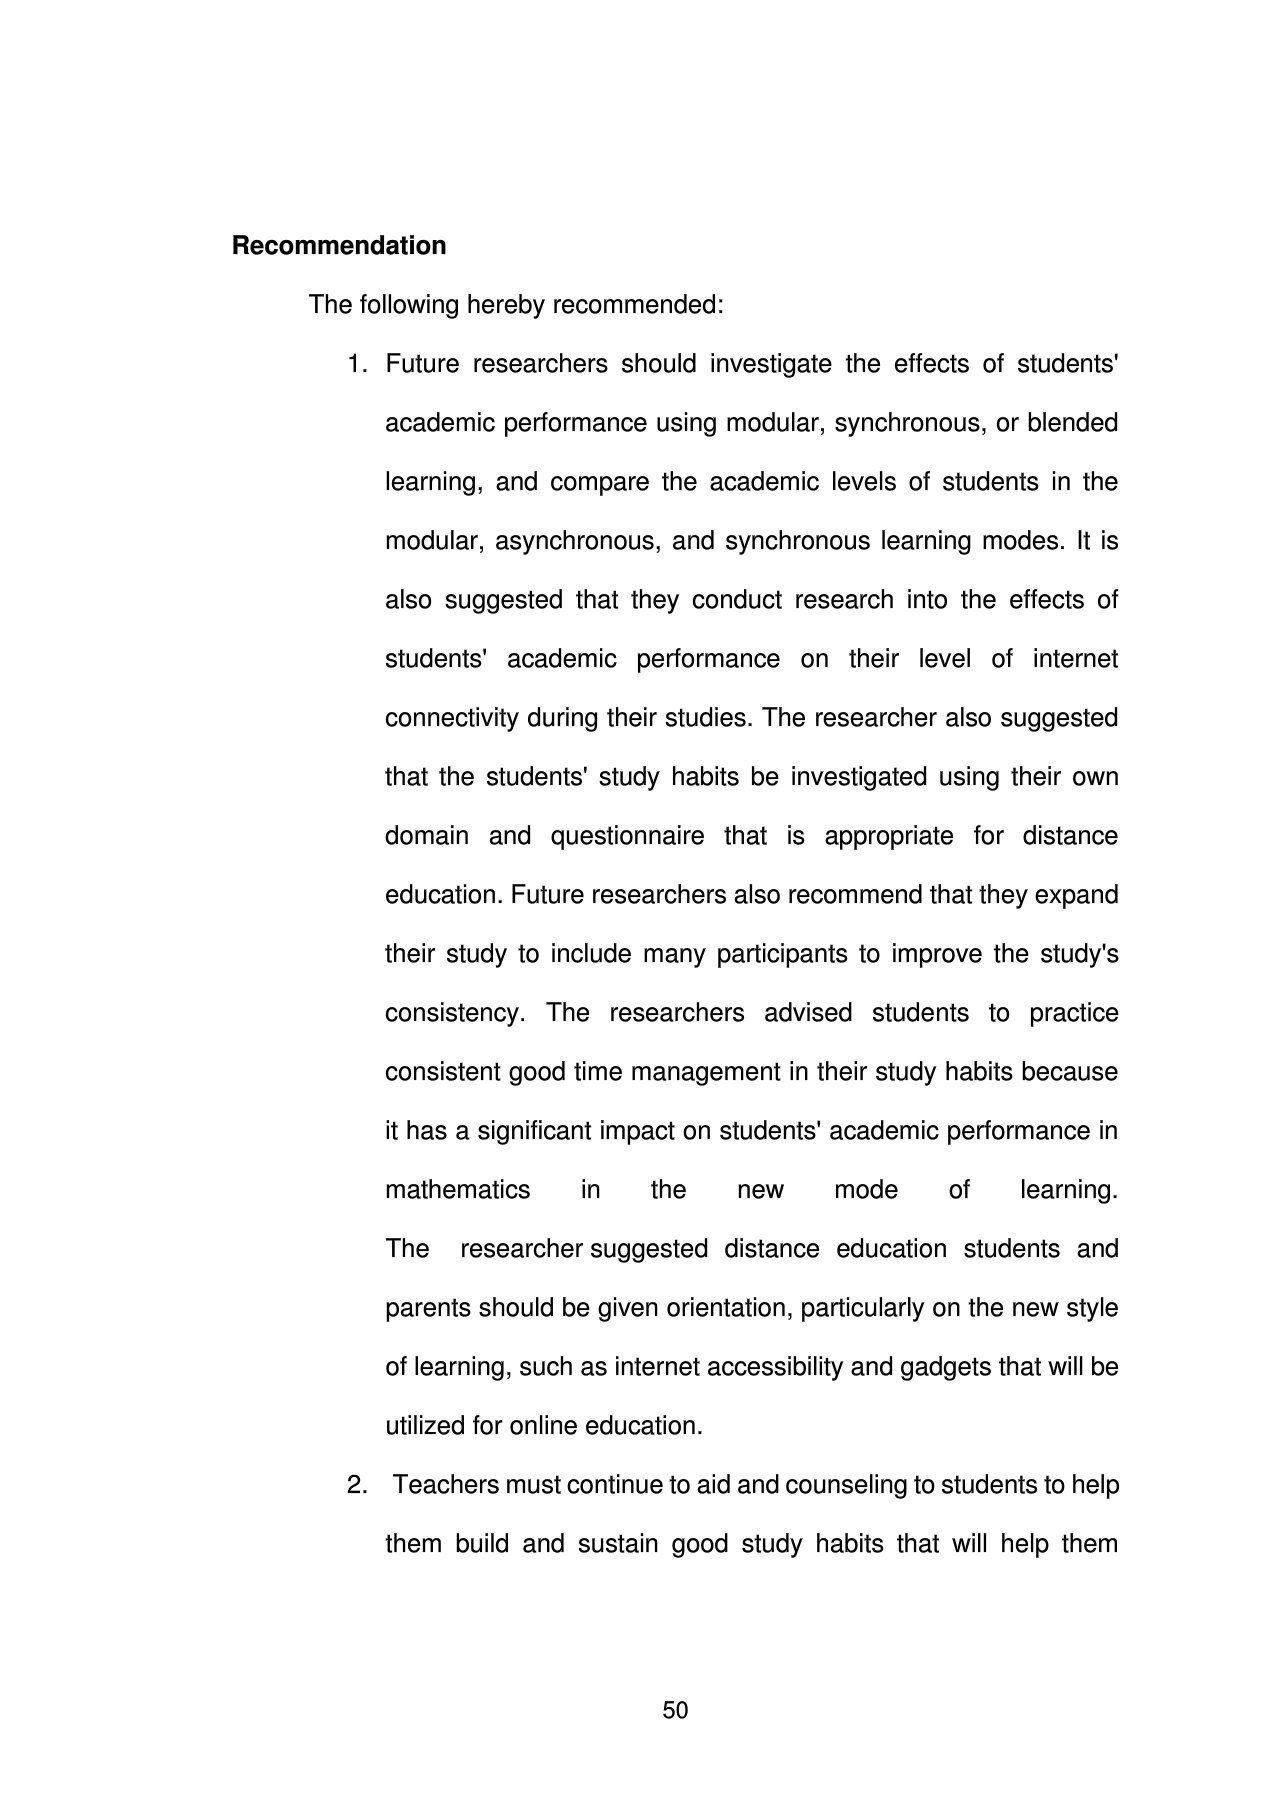 Recommendation
The following hereby recommended:
1. Future researchers should investigate the effects of students'
academic performance using modular, synchronous, or blended
learning, and compare the academic levels of students in the
modular, asynchronous, and synchronous learning modes. It is
also suggested that they conduct research into the effects of
students' academic performance on their level of internet
connectivity during their studies. The researcher also suggested
that the students' study habits be investigated using their own
domain and questionnaire that is appropriate for distance
education. Future researchers also recommend that they expand
their study to include many participants to improve the study's
consistency. The researchers advised students to practice
consistent good time management in their study habits because
it has a significant impact on students' academic performance in
mathematics in the new mode of learning.
The researcher suggested distance education students and
parents should be given orientation, particularly on the new style
of learning, such as internet accessibility and gadgets that will be
utilized for online education.
2. Teachers must continue to aid and counseling to students to help
them build and sustain good study habits that will help them
50